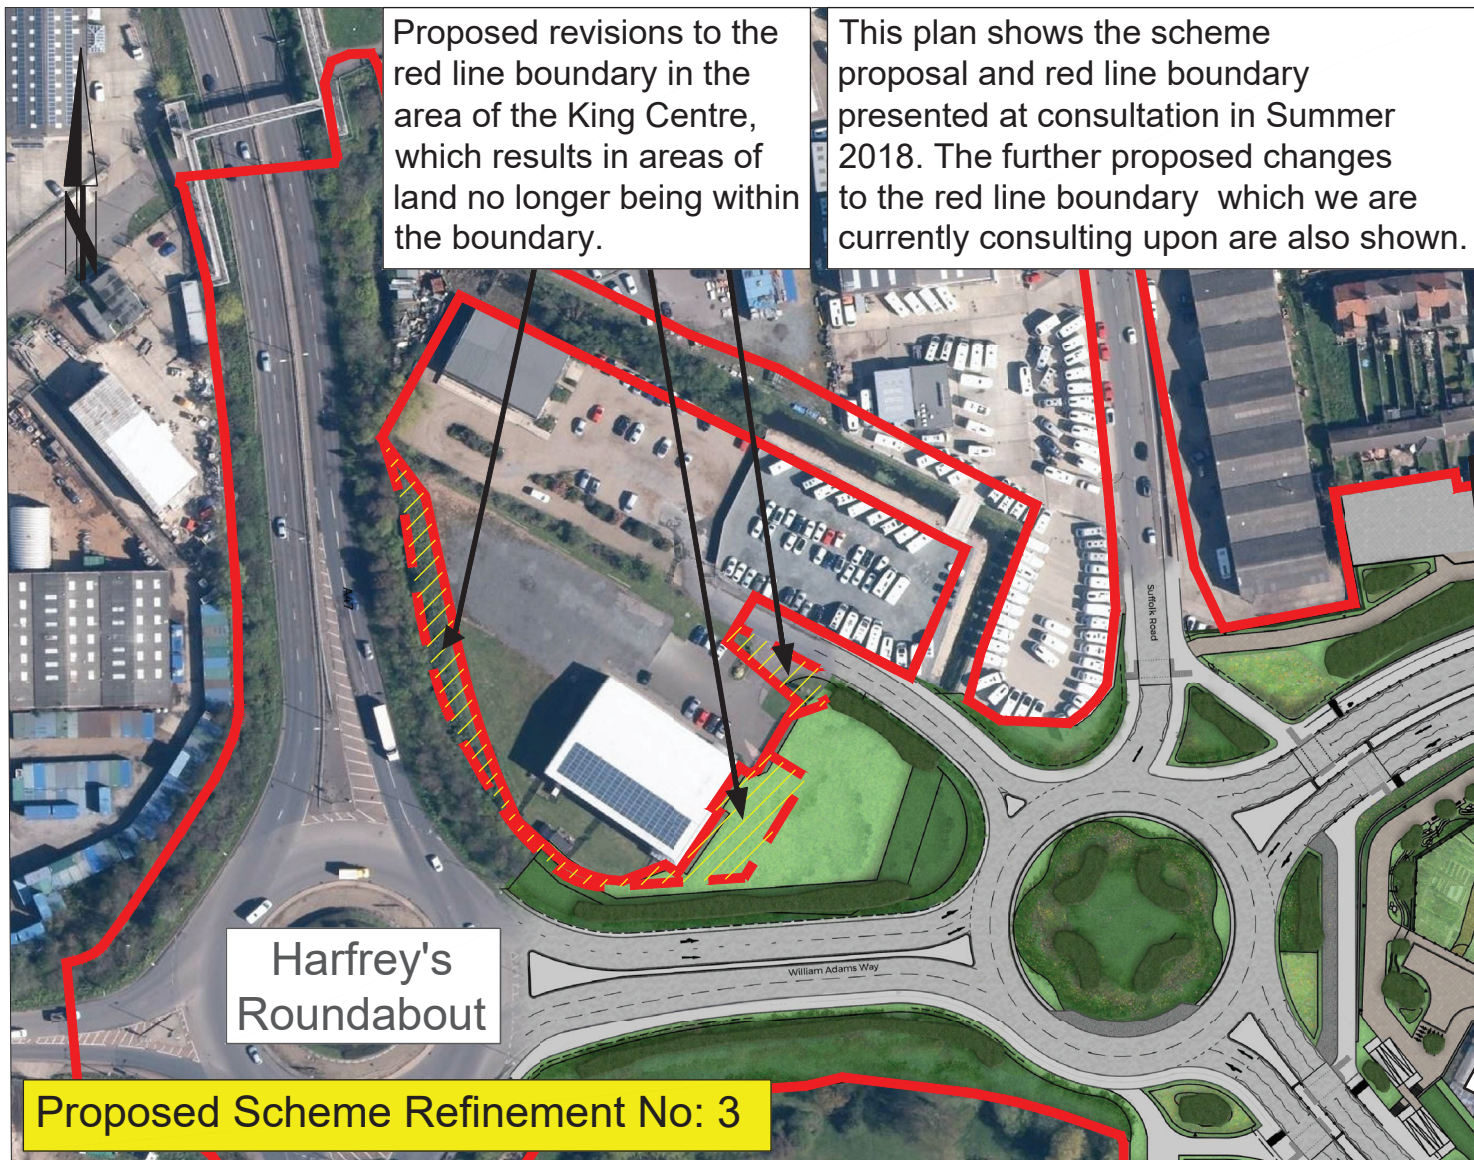 Proposed revisions to the
red line boundary in the
area of the King Centre,
which results in areas of
land no longer being within
the boundary.
This plan shows the scheme
proposal and red line boundary
presented at consultation in Summer
2018. The further proposed changes
to the red line boundary which we are
currently consulting upon are also shown.
A47
Suffolk Road
William Adams Way
Harfrey's
Roundabout
Proposed Scheme Refinement No: 3